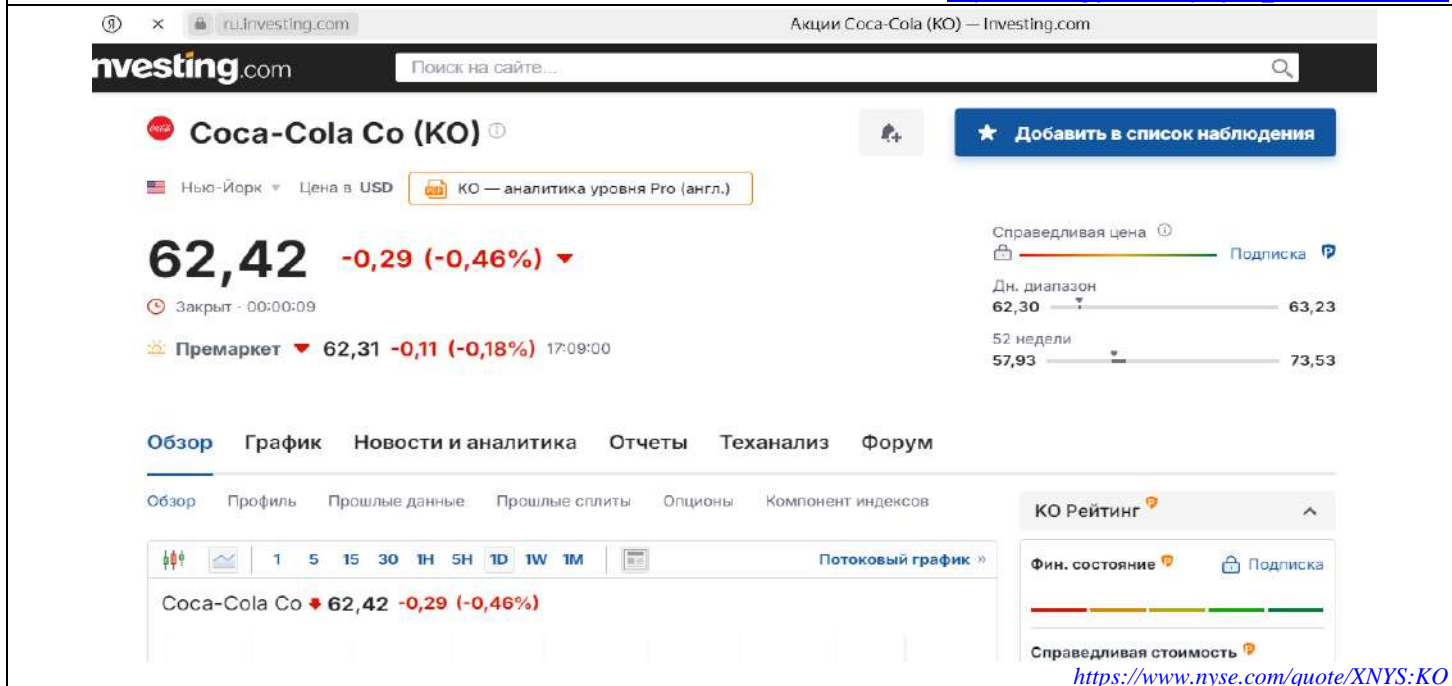 ru.investing.com
Акции Coca-Cola (KO) — Investing.com
nvesting.com
Поиск на сайте...
Coca-Cola Co (KO)
Добавить в список наблюдения
Нью-Йорк Цена в USD
KO — аналитика уровня Pro (англ.)
62,42 -0,29 (-0,46%)
Закрыт · 00:00:09
Премаркет 62,31 -0,11 (-0,18%) 17:09:00
Справедливая цена
Подписка
Дн. диапазон
62,30 63,23
52 недели
57,93 73,53
Обзор График Новости и аналитика Отчеты Теханализ Форум
Обзор Профиль Прошлые данные Прошлые сплиты Опционы Компонент индексов
1 5 15 30 1H 5H 1D 1W 1M
Потоковый график »
Coca-Cola Co 62,42 -0,29 (-0,46%)
KO Рейтинг
Фин. состояние Подписка
Справедливая стоимость
https://www.nyse.com/quote/XNYS:KO